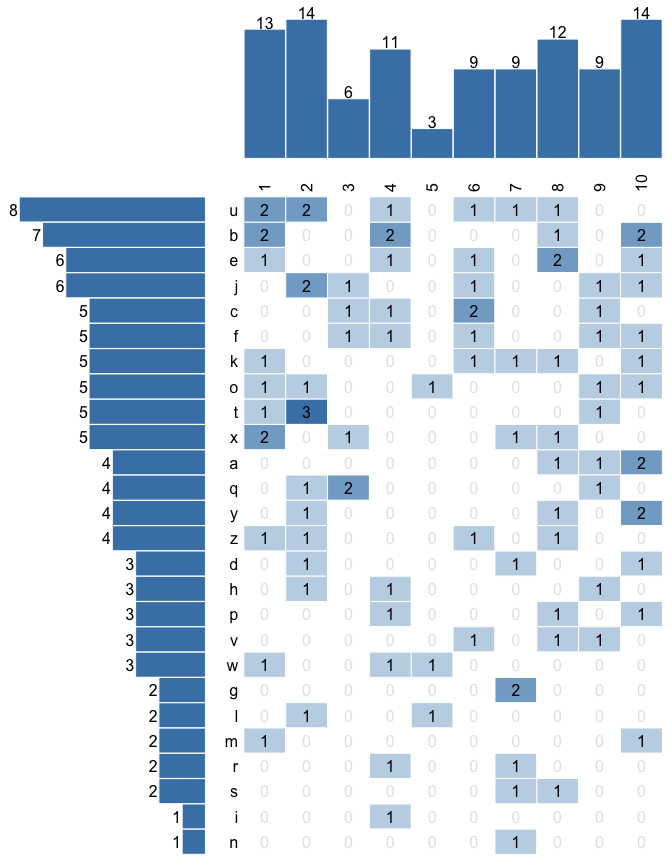 13 14 6 11 3 9 9 12 9 14
1 2 3 4 5 6 7 8 9 10
8 u 2 2 0 1 0 1 1 1 0 0
7 b 2 0 0 2 0 0 0 1 0 2
6 e 1 0 0 1 0 1 0 2 0 1
6 j 0 2 1 0 0 1 0 0 1 1
5 c 0 0 1 1 0 2 0 0 1 0
5 f 0 0 1 1 0 1 0 0 1 1
5 k 1 0 0 0 0 1 1 1 0 1
5 o 1 1 0 0 1 0 0 0 1 1
5 t 1 3 0 0 0 0 0 0 1 0
5 x 2 0 1 0 0 0 1 1 0 0
4 a 0 0 0 0 0 0 0 1 1 2
4 q 0 1 2 0 0 0 0 0 1 0
4 y 0 1 0 0 0 0 0 1 0 2
4 z 1 1 0 0 0 1 0 1 0 0
3 d 0 1 0 0 0 0 1 0 0 1
3 h 0 1 0 1 0 0 0 0 1 0
3 p 0 0 0 1 0 0 0 1 0 1
3 v 0 0 0 0 0 1 0 1 1 0
3 w 1 0 0 1 1 0 0 0 0 0
2 g 0 0 0 0 0 0 2 0 0 0
2 l 0 1 0 0 1 0 0 0 0 0
2 m 1 0 0 0 0 0 0 0 0 1
2 r 0 0 0 1 0 0 1 0 0 0
2 s 0 0 0 0 0 0 1 1 0 0
1 i 0 0 0 1 0 0 0 0 0 0
1 n 0 0 0 0 0 0 1 0 0 0